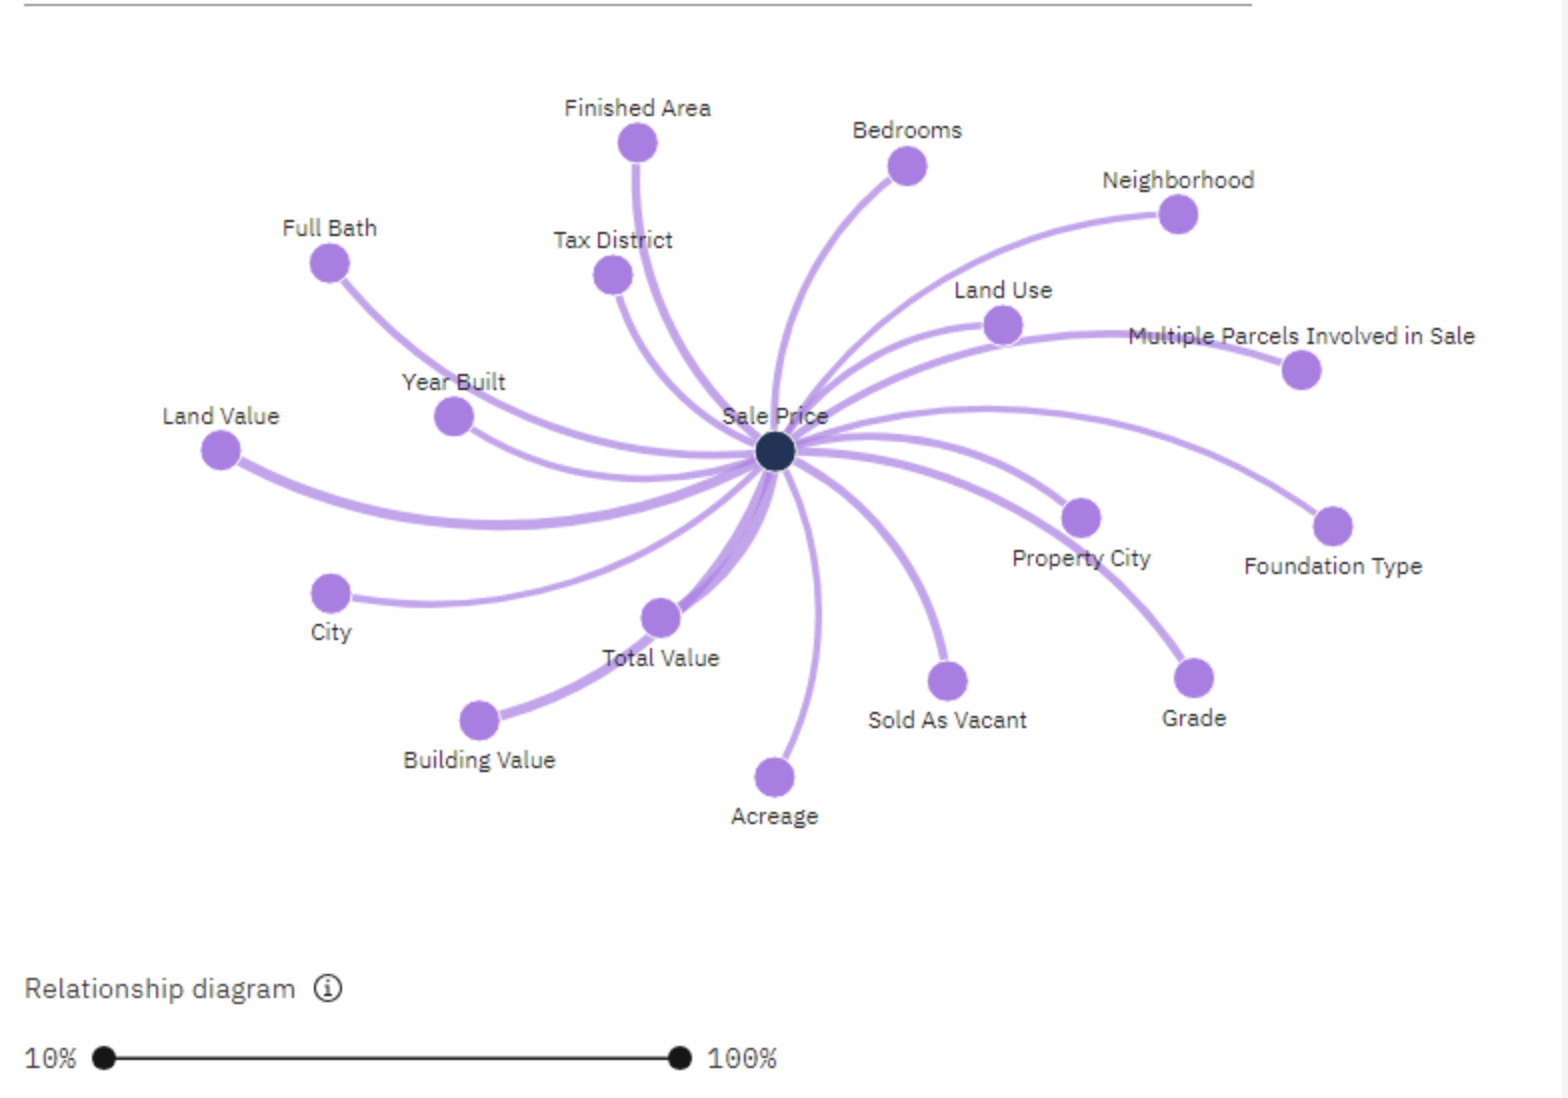 Finished Area
Bedrooms
Neighborhood
Full Bath
Tax District
Land Use
Multiple Parcels Involved in Sale
Year Built
Land Value
Sale Price
Property City
Foundation Type
City
Total Value
Sold As Vacant
Grade
Building Value
Acreage
Relationship diagram
10% 100%